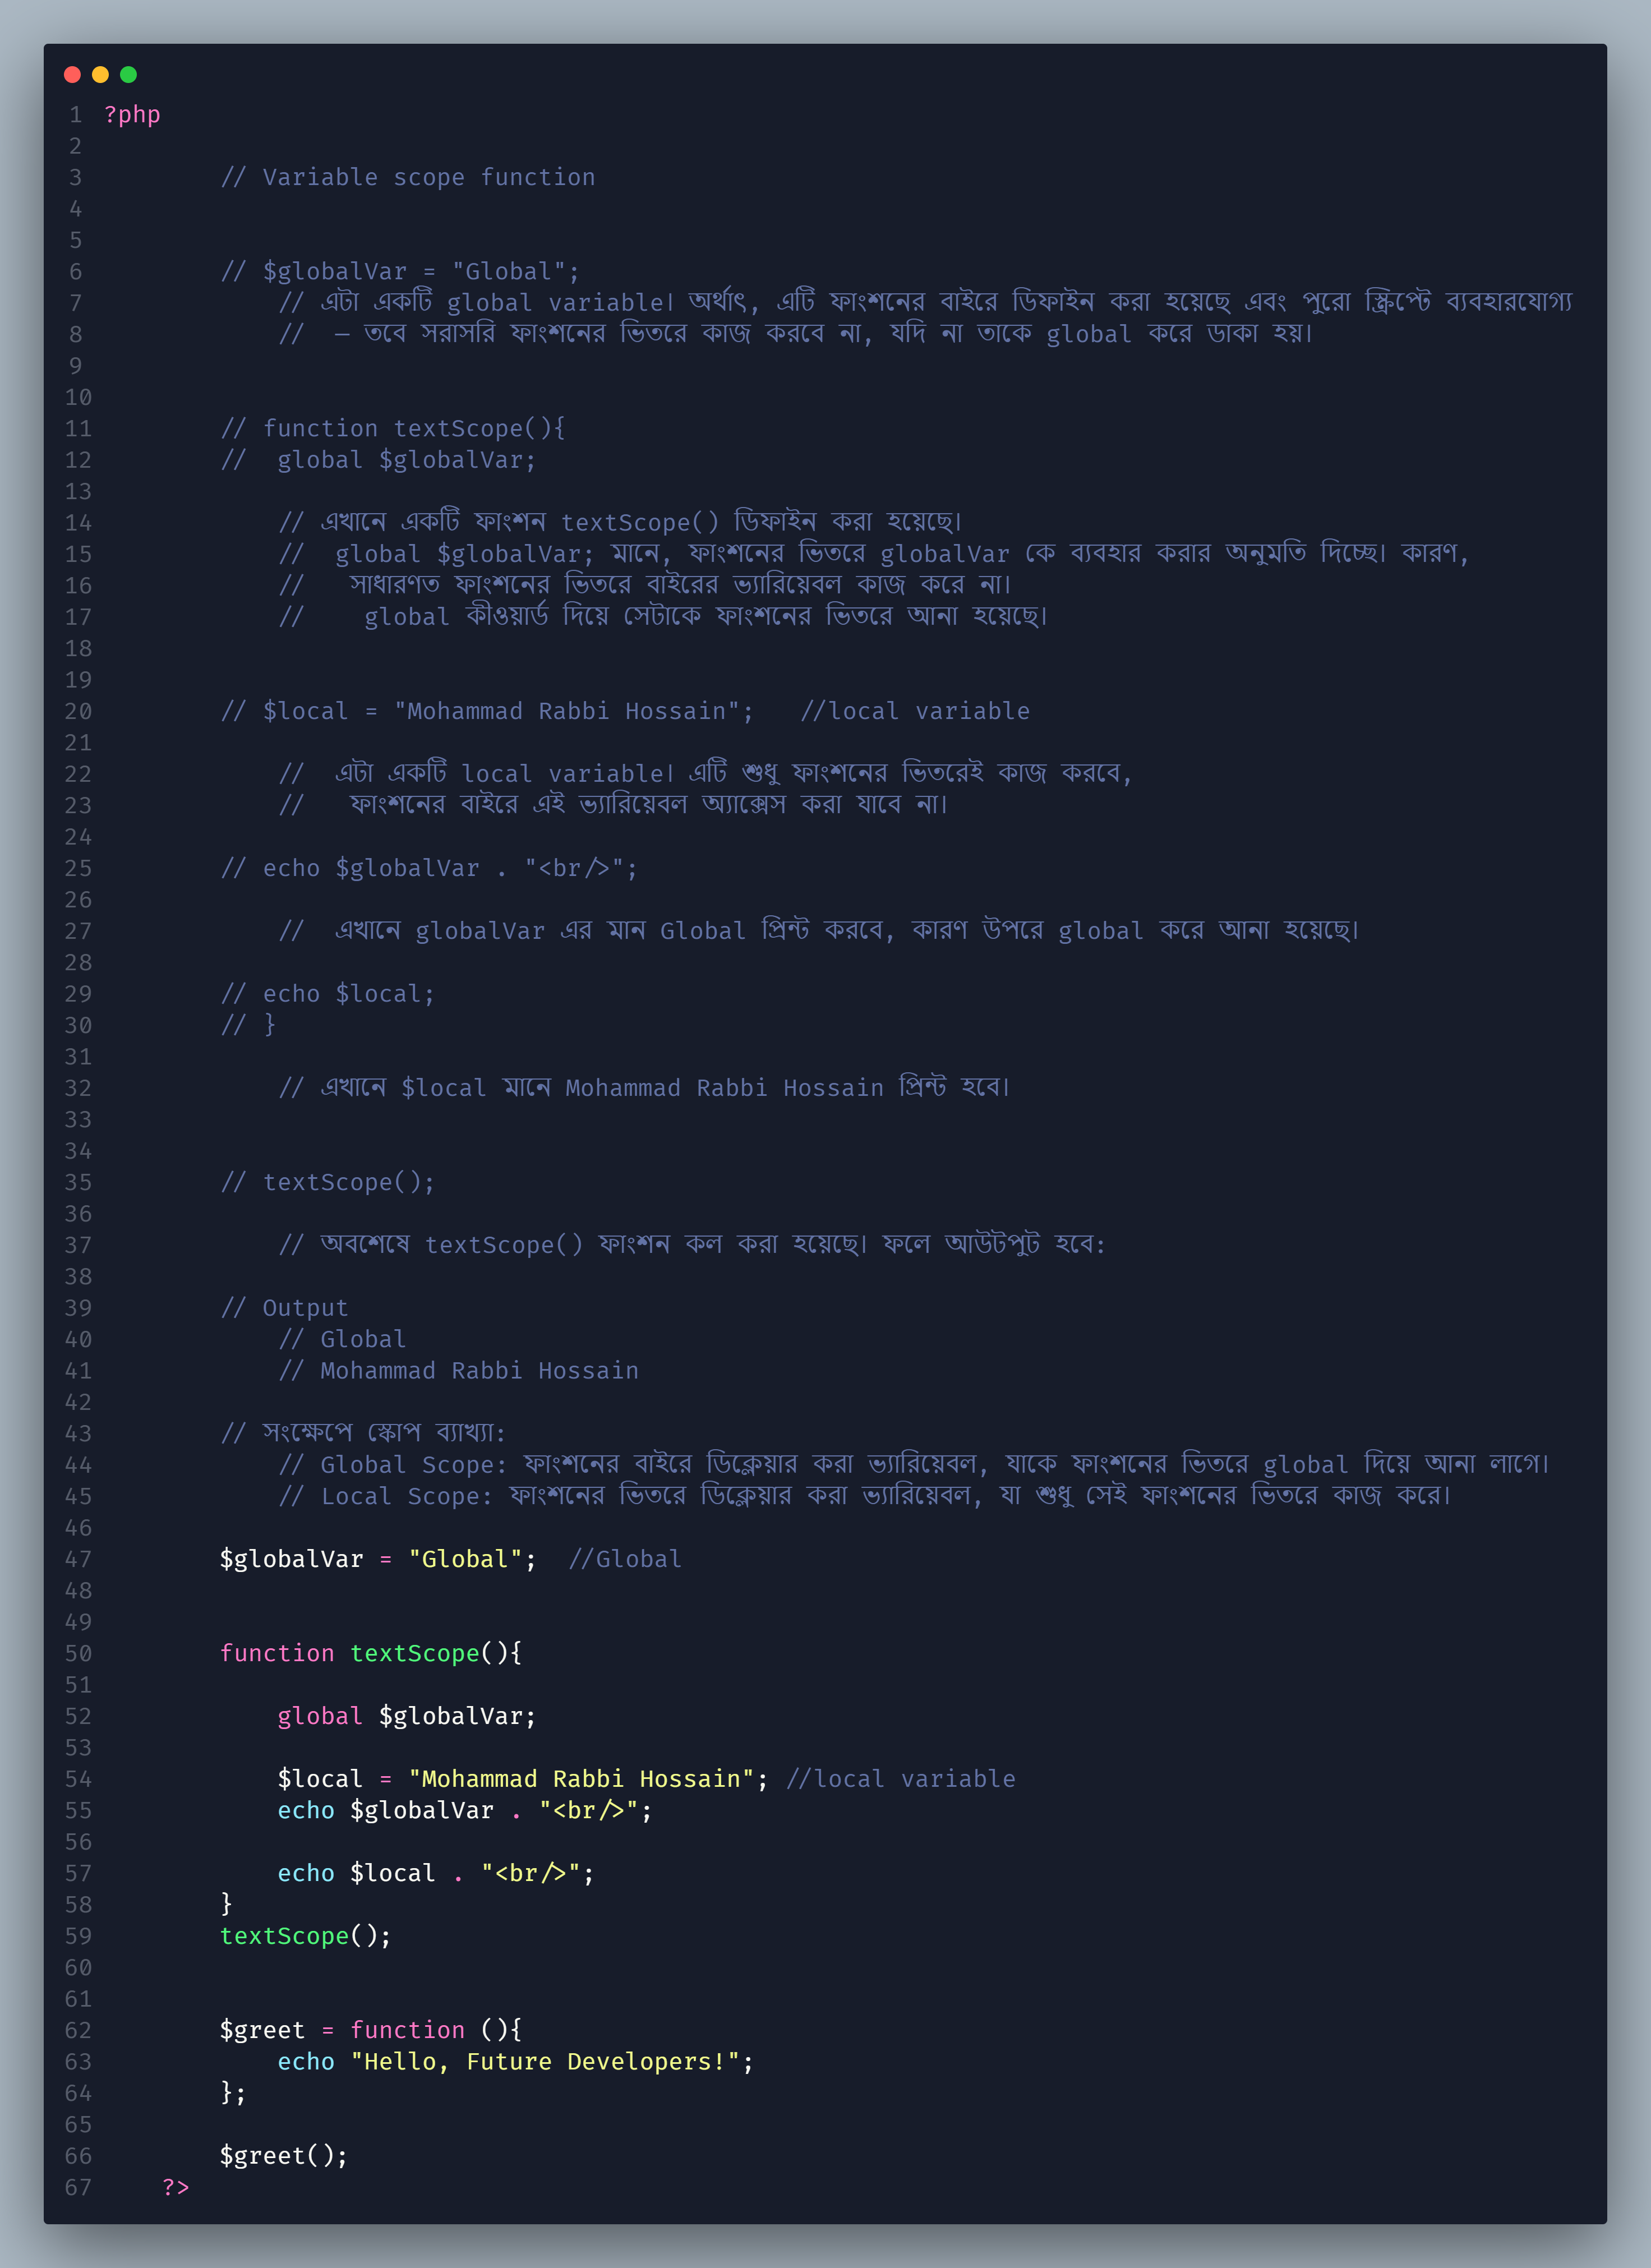 1 ?php
2
3 // Variable scope function
4
5
6 // $globalVar = "Global";
7 // এটা একটি global variable। অর্থাৎ, এটি ফাংশনের বাইরে ডিফাইন করা হয়েছে এবং পুরো স্ক্রিপ্টে ব্যবহারযোগ্য
8 //  — তবে সরাসরি ফাংশনের ভিতরে কাজ করবে না, যদি না তাকে global করে ডাকা হয়।
9
10
11 // function textScope(){
12 //  global $globalVar;
13
14 // এখানে একটি ফাংশন textScope() ডিফাইন করা হয়েছে।
15 //  global $globalVar; মানে, ফাংশনের ভিতরে globalVar কে ব্যবহার করার অনুমতি দিচ্ছে। কারণ,
16 //   সাধারণত ফাংশনের ভিতরে বাইরের ভ্যারিয়েবল কাজ করে না।
17 //    global কীওয়ার্ড দিয়ে সেটাকে ফাংশনের ভিতরে আনা হয়েছে।
18
19
20 // $local = "Mohammad Rabbi Hossain";   //local variable
21
22 //  এটা একটি local variable। এটি শুধু ফাংশনের ভিতরেই কাজ করবে,
23 //   ফাংশনের বাইরে এই ভ্যারিয়েবল অ্যাক্সেস করা যাবে না।
24
25 // echo $globalVar . "<br/>";
26
27 //  এখানে globalVar এর মান Global প্রিন্ট করবে, কারণ উপরে global করে আনা হয়েছে।
28
29 // echo $local;
30 // }
31
32 // এখানে $local মানে Mohammad Rabbi Hossain প্রিন্ট হবে।
33
34
35 // textScope();
36
37 // অবশেষে textScope() ফাংশন কল করা হয়েছে। ফলে আউটপুট হবে:
38
39 // Output
40 // Global
41 // Mohammad Rabbi Hossain
42
43 // সংক্ষেপে স্কোপ ব্যাখ্যা:
44 // Global Scope: ফাংশনের বাইরে ডিক্লেয়ার করা ভ্যারিয়েবল, যাকে ফাংশনের ভিতরে global দিয়ে আনা লাগে।
45 // Local Scope: ফাংশনের ভিতরে ডিক্লেয়ার করা ভ্যারিয়েবল, যা শুধু সেই ফাংশনের ভিতরে কাজ করে।
46
47 $globalVar = "Global";  //Global
48
49
50 function textScope(){
51
52 global $globalVar;
53
54 $local = "Mohammad Rabbi Hossain"; //local variable
55 echo $globalVar . "<br/>";
56
57 echo $local . "<br/>";
58 }
59 textScope();
60
61
62 $greet = function (){
63 echo "Hello, Future Developers!";
64 };
65
66 $greet();
67 ?>